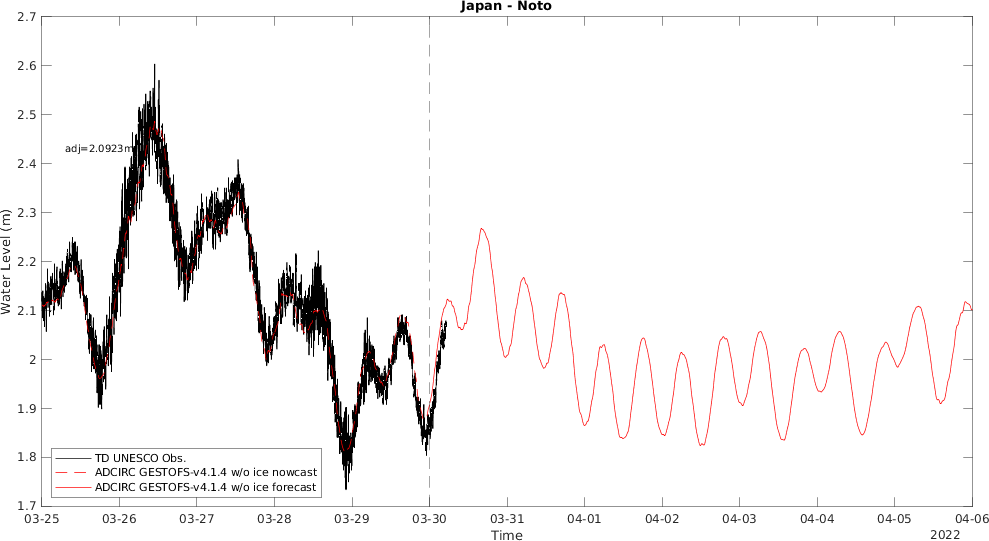 Japan - Noto
2.7
2.6
2.5
2.4
2.3
2.2
2.1
2
1.9
1.8
1.7
Water Level (m)
adj=2.0923m
TD UNESCO Obs.
ADCIRC GESTOFS-v4.1.4 w/o ice nowcast
ADCIRC GESTOFS-v4.1.4 w/o ice forecast
03-25 03-26 03-27 03-28 03-29 03-30 03-31 04-01 04-02 04-03 04-04 04-05 04-06
Time
2022